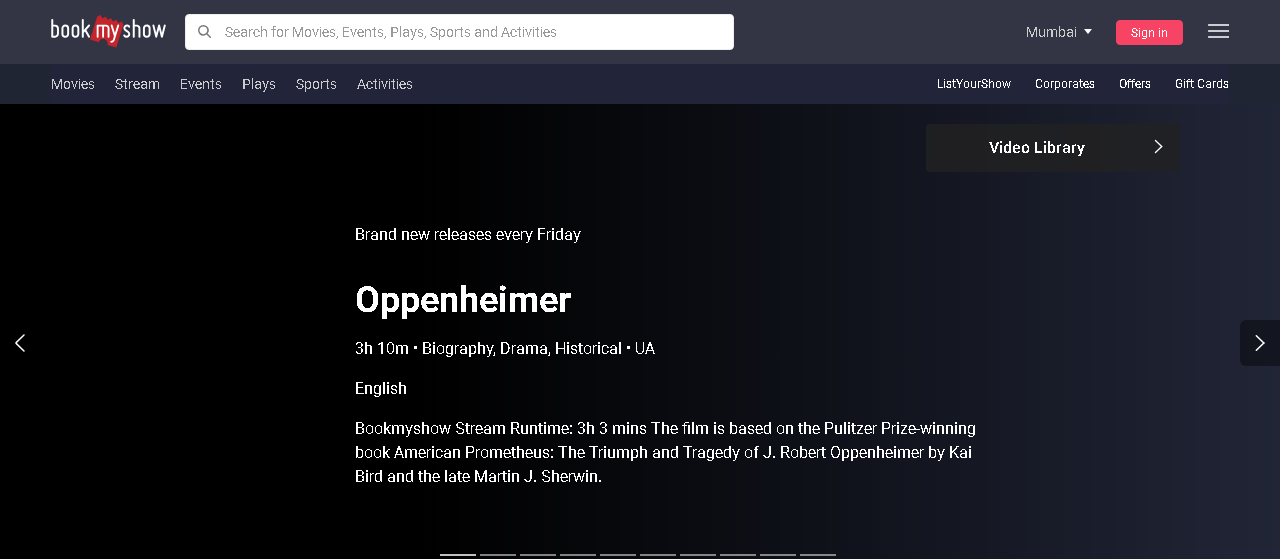 book my show
Search for Movies, Events, Plays, Sports and Activities
Mumbai
Sign in
Movies Stream Events Plays Sports Activities
ListYourShow Corporates Offers Gift Cards
Video Library
Brand new releases every Friday
Oppenheimer
3h 10m • Biography, Drama, Historical • UA
English
Bookmyshow Stream Runtime: 3h 3 mins The film is based on the Pulitzer Prize-winning
book American Prometheus: The Triumph and Tragedy of J. Robert Oppenheimer by Kai
Bird and the late Martin J. Sherwin.